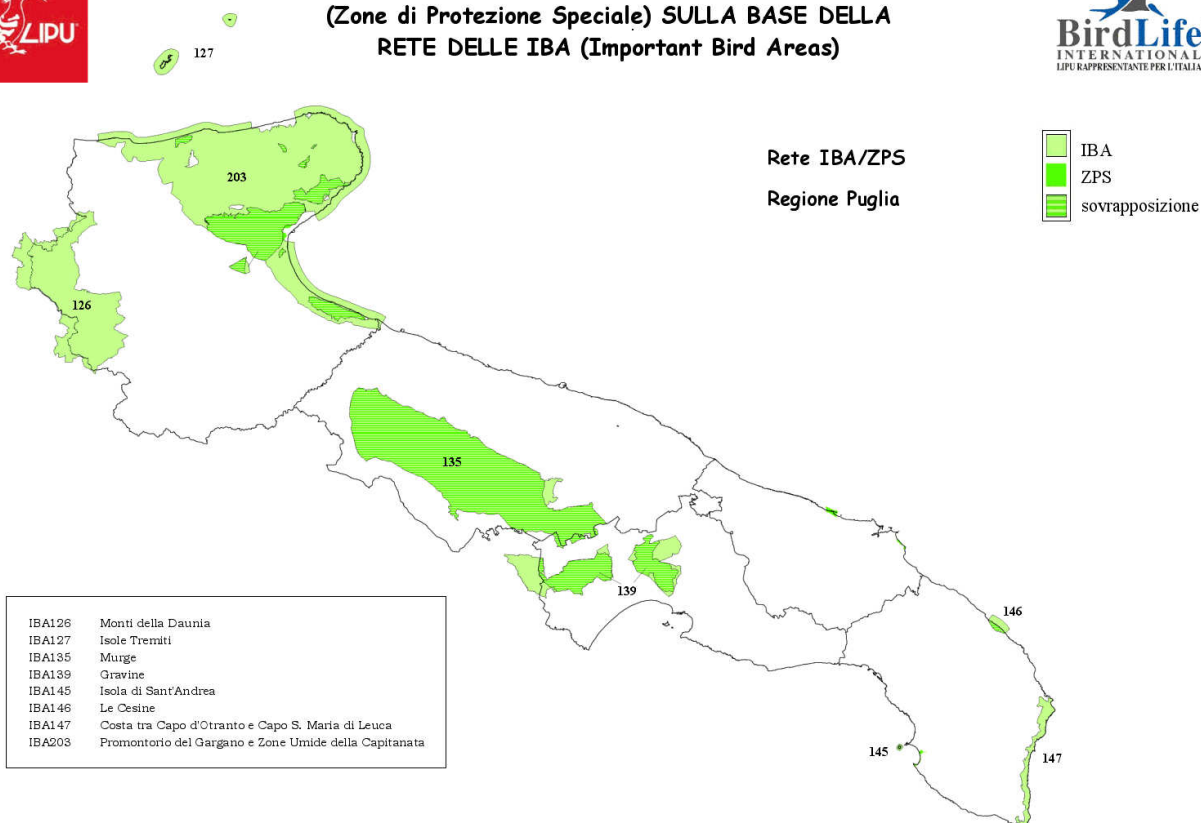 (Zone di Protezione Speciale) SULLA BASE DELLA
RETE DELLE IBA (Important Bird Areas)
LIPU
BirdLife
INTERNATIONAL
LIPU RAPPRESENTANTE PER L'ITALIA
127
Rete IBA/ZPS
Regione Puglia
IBA
ZPS
sovrapposizione
203
126
135
139
146
145
147
IBA126 Monti della Daunia
IBA127 Isole Tremiti
IBA135 Murge
IBA139 Gravine
IBA145 Isola di Sant'Andrea
IBA146 Le Cesine
IBA147 Costa tra Capo d'Otranto e Capo S. Maria di Leuca
IBA203 Promontorio del Gargano e Zone Umide della Capitanata